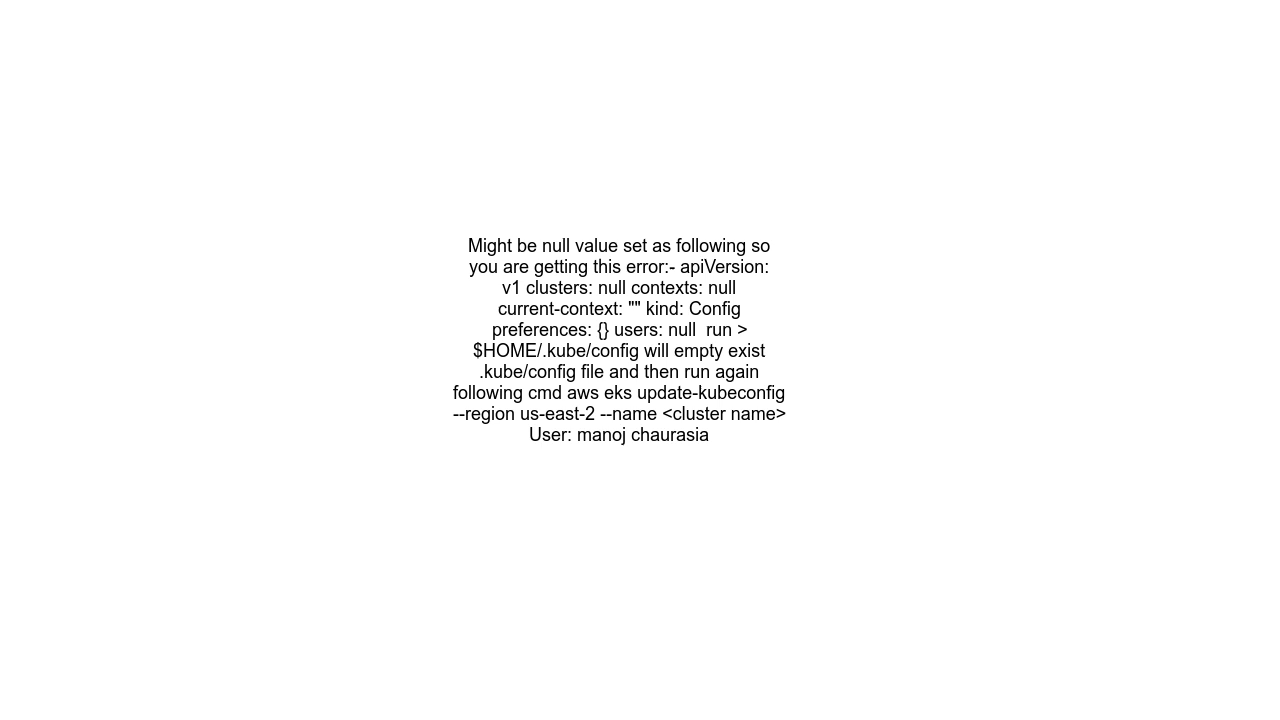 Might be null value set as following so
you are getting this error:- apiVersion:
v1 clusters: null contexts: null
current-context: "" kind: Config
preferences: {} users: null  run >
$HOME/.kube/config will empty exist
.kube/config file and then run again
following cmd aws eks update-kubeconfig
--region us-east-2 --name <cluster name>
User: manoj chaurasia